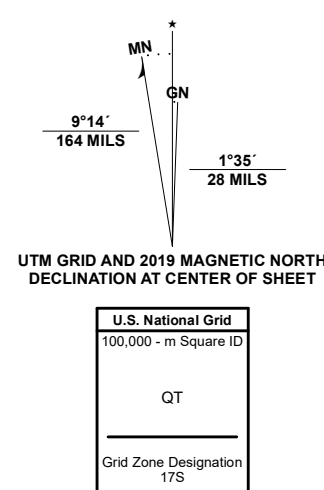 MN
GN
9°14´
164 MILS
1°35´
28 MILS
UTM GRID AND 2019 MAGNETIC NORTH
DECLINATION AT CENTER OF SHEET
U.S. National Grid
100,000 - m Square ID
QT
Grid Zone Designation
17S